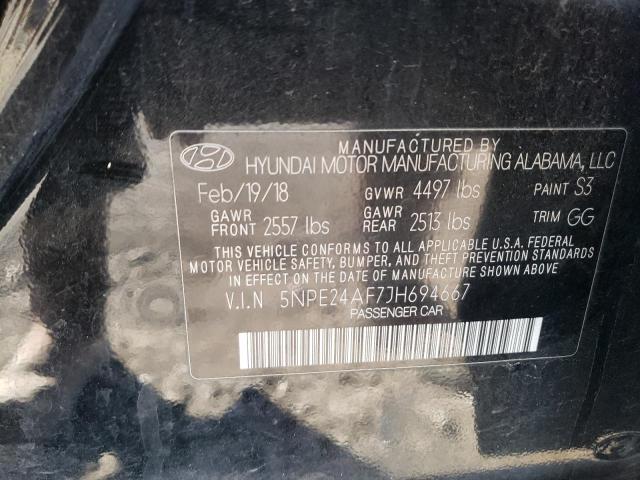 MANUFACTURED BY
HYUNDAI MOTOR MANUFACTURING ALABAMA, LLC
Feb/19/18 GVWR 4497 lbs PAINT S3
GAWR FRONT 2557 lbs GAWR REAR 2513 lbs TRIM GG
THIS VEHICLE CONFORMS TO ALL APPLICABLE U.S.A. FEDERAL
MOTOR VEHICLE SAFETY, BUMPER, AND THEFT PREVENTION
STANDARDS IN EFFECT ON THE DATE OF MANUFACTURE SHOWN ABOVE.
V.I.N 5NPE24AF7JH694667
PASSENGER CAR